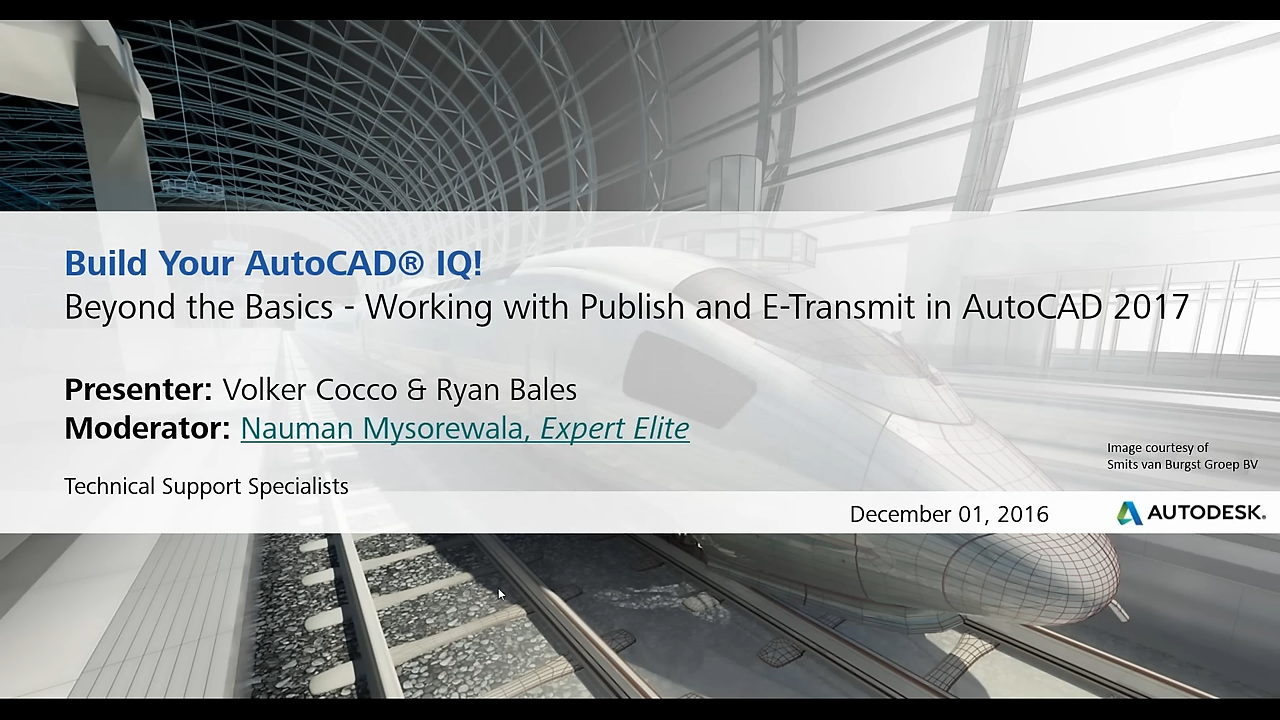 Build Your AutoCAD® IQ!
Beyond the Basics - Working with Publish and E-Transmit in AutoCAD 2017
Presenter: Volker Cocco & Ryan Bales
Moderator: Nauman Mysorewala, Expert Elite
Image courtesy of
Smits van Burgst Groep BV
Technical Support Specialists
December 01, 2016
AUTODESK.